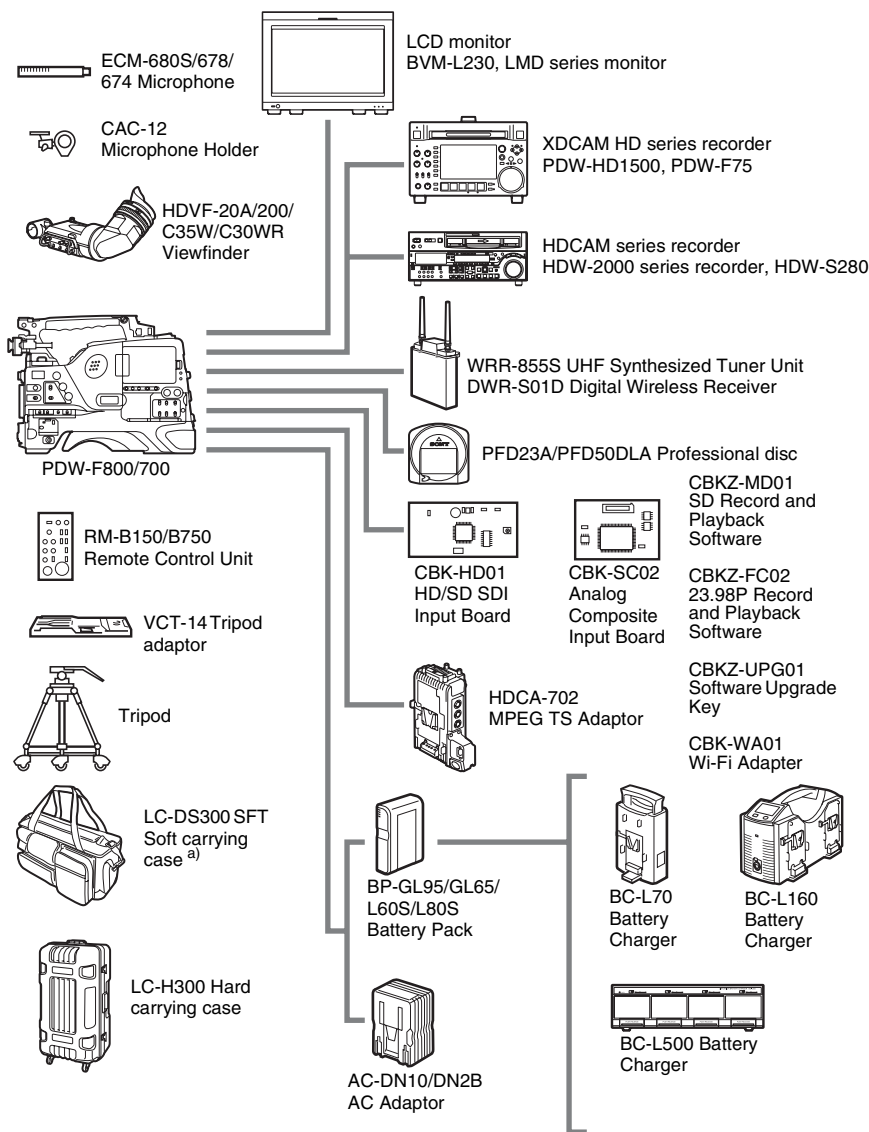 ECM-680S/678/
674 Microphone
LCD monitor
BVM-L230, LMD series monitor
CAC-12
Microphone Holder
XDCAM HD series recorder
PDW-HD1500, PDW-F75
HDVF-20A/200/
C35W/C30WR
Viewfinder
HDCAM series recorder
HDW-2000 series recorder, HDW-S280
WRR-855S UHF Synthesized Tuner Unit
DWR-S01D Digital Wireless Receiver
PDW-F800/700
SONY
PFD23A/PFD50DLA Professional disc
RM-B150/B750
Remote Control Unit
CBK-HD01
HD/SD SDI
Input Board
CBK-SC02
Analog
Composite
Input Board
CBKZ-MD01
SD Record and
Playback
Software
CBKZ-FC02
23.98P Record
and Playback
Software
CBKZ-UPG01
Software Upgrade
Key
CBK-WA01
Wi-Fi Adapter
VCT-14 Tripod
adaptor
Tripod
HDCA-702
MPEG TS Adaptor
LC-DS300 SFT
Soft carrying
case a)
BP-GL95/GL65/
L60S/L80S
Battery Pack
BC-L70
Battery
Charger
BC-L160
Battery
Charger
LC-H300 Hard
carrying case
AC-DN10/DN2B
AC Adaptor
BC-L500 Battery
Charger